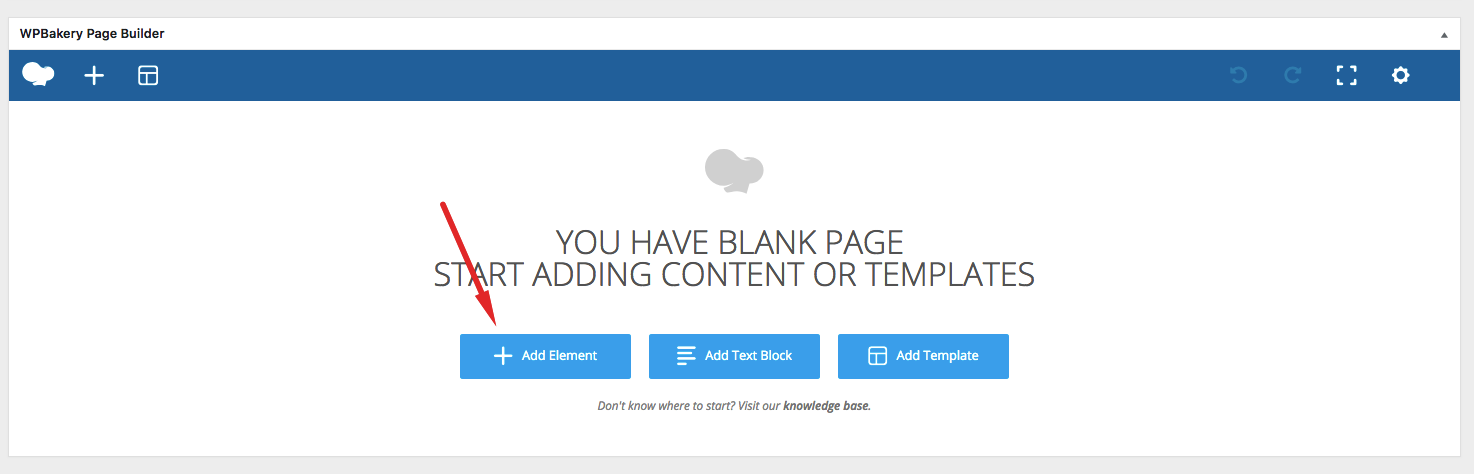 WPBakery Page Builder
YOU HAVE BLANK PAGE
START ADDING CONTENT OR TEMPLATES
Add Element
Add Text Block
Add Template
Don't know where to start? Visit our knowledge base.